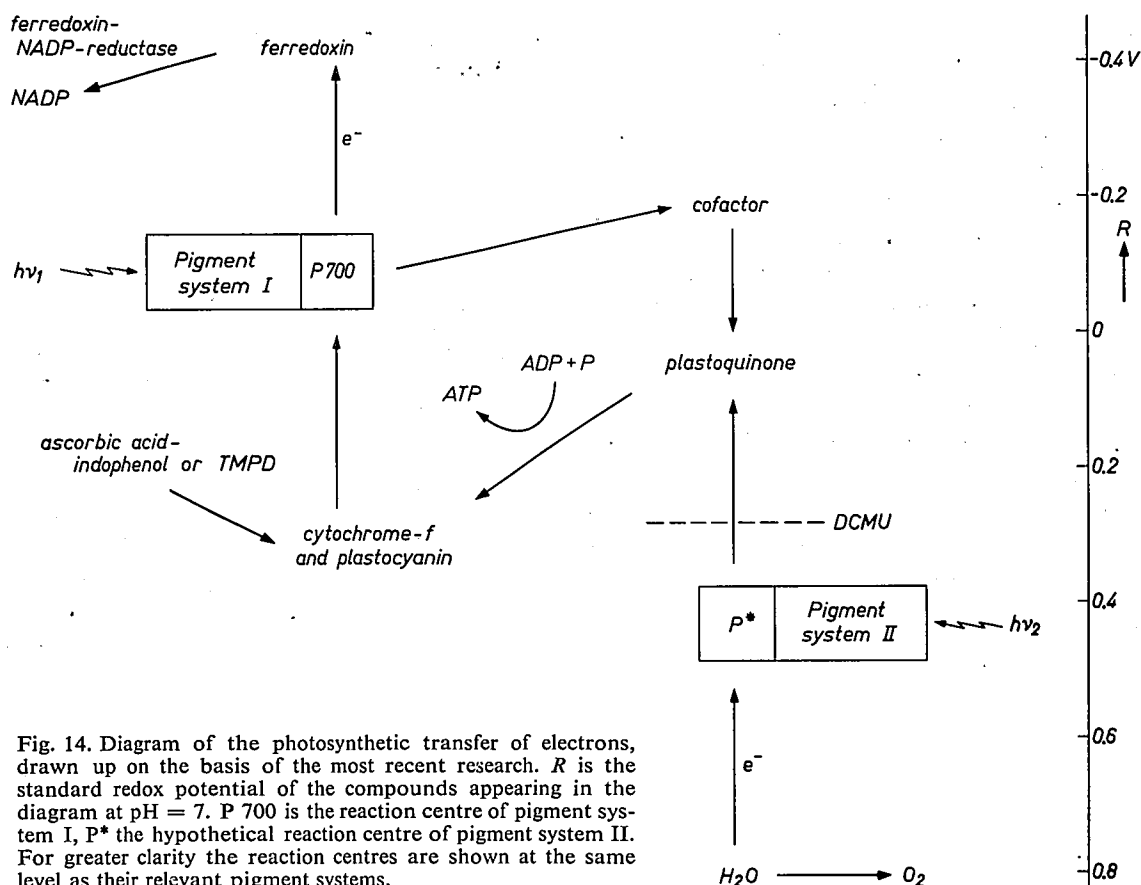 ferredoxin-
NADP-reductase
ferredoxin
NADP
-0.4V
e⁻
cofactor
-0.2
R
hν₁
Pigment
system I
P700
0
plastoquinone
ADP + P
ATP
ascorbic acid-
indophenol or TMPD
0.2
cytochrome-f
and plastocyanin
DCMU
0.4
P*
Pigment
system II
hν₂
0.6
e⁻
H₂O
O₂
0.8
Fig. 14. Diagram of the photosynthetic transfer of electrons,
drawn up on the basis of the most recent research. R is the
standard redox potential of the compounds appearing in the
diagram at pH = 7. P 700 is the reaction centre of pigment sys-
tem I, P* the hypothetical reaction centre of pigment system II.
For greater clarity the reaction centres are shown at the same
level as their relevant pigment systems.